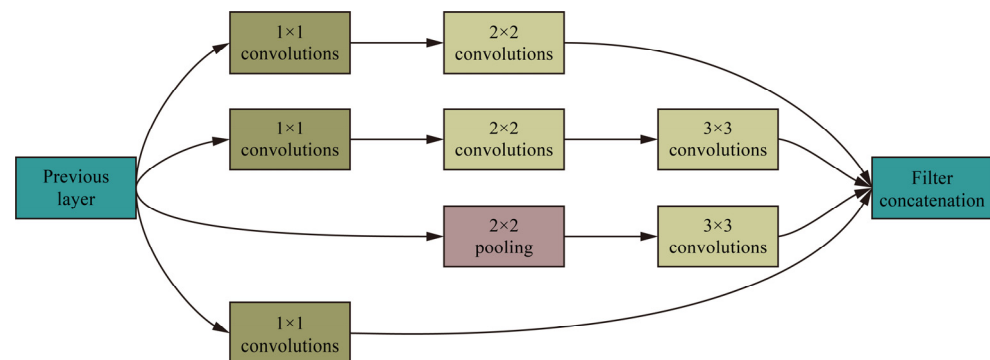 1×1
convolutions
2×2
convolutions
1×1
convolutions
2×2
convolutions
3×3
convolutions
Previous
layer
Filter
concatenation
2×2
pooling
3×3
convolutions
1×1
convolutions